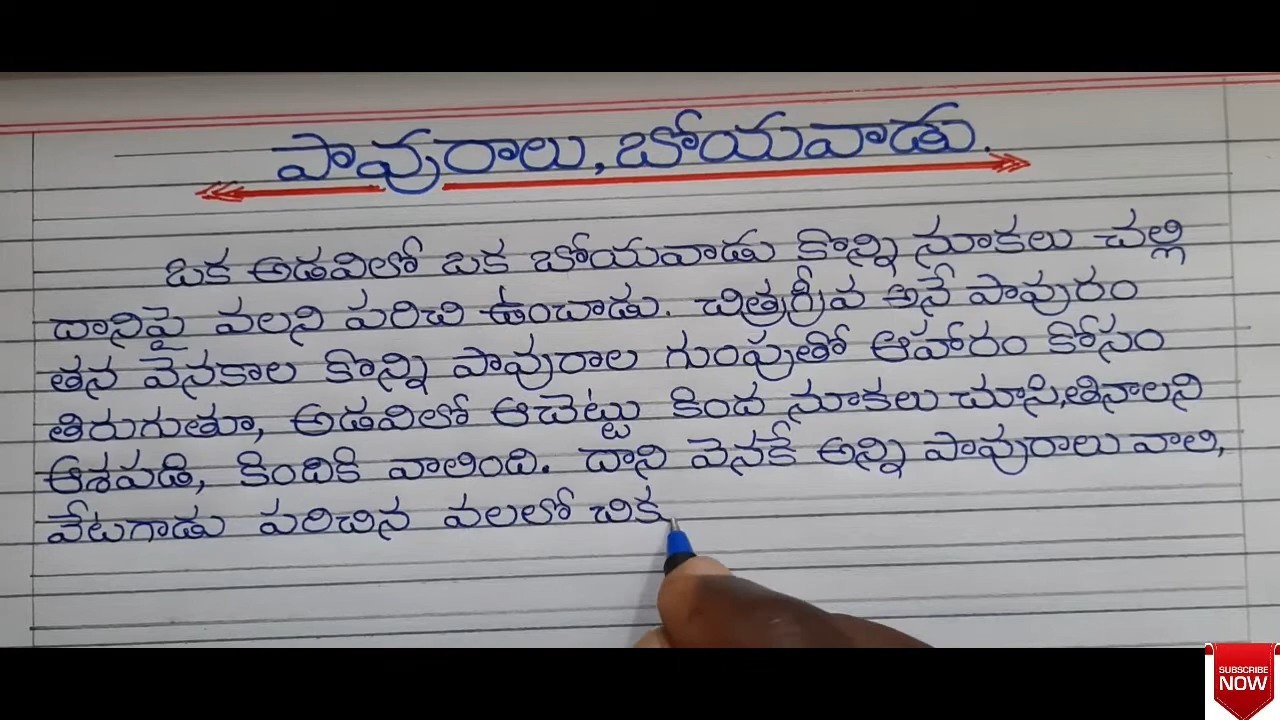 పావురాలు, బోయవాడు.
ఒక అడవిలో ఒక బోయవాడు కొన్ని నూకలు చల్లి
దానిపై వలని పరిచి ఉంచాడు. చిత్రగ్రీవ అనే పావురం
తన వెనకాల కొన్ని పావురాల గుంపుతో ఆహారం కోసం
తిరుగుతూ, అడవిలో ఆచెట్టు కింద నూకలు చూసి,తినాలని
ఆశపడి, కిందికి వాలింది. దాని వెనకే అన్ని పావురాలు వాలి,
వేటగాడు పరిచిన వలలో చిక
SUBSCRIBE
NOW